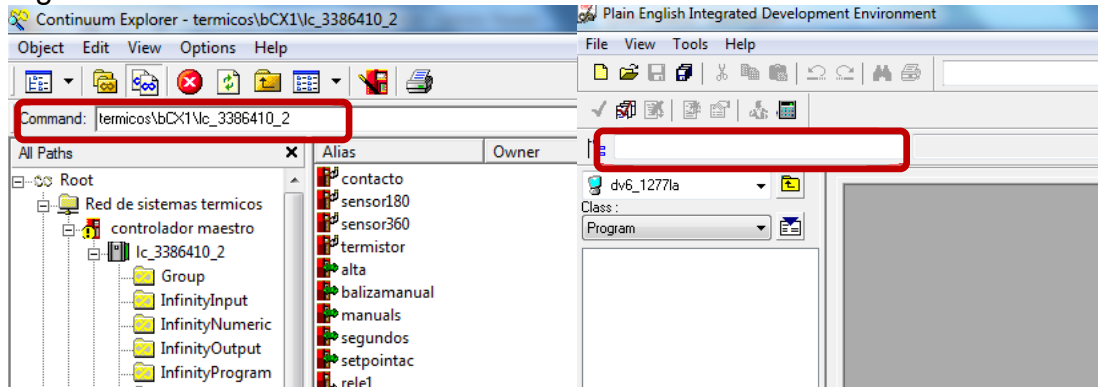 Continuum Explorer - termicos\bCX1\lc_3386410_2
Object Edit View Options Help
Command: termicos\bCX1\lc_3386410_2
All Paths
Root
Red de sistemas termicos
controlador maestro
lc_3386410_2
Group
InfinityInput
InfinityNumeric
InfinityOutput
InfinityProgram
Alias Owner
contacto
sensor180
sensor360
termistor
alta
balizamanual
manuals
segundos
setpointac
rele1
Plain English Integrated Development Environment
File View Tools Help
dv6_1277la
Class :
Program